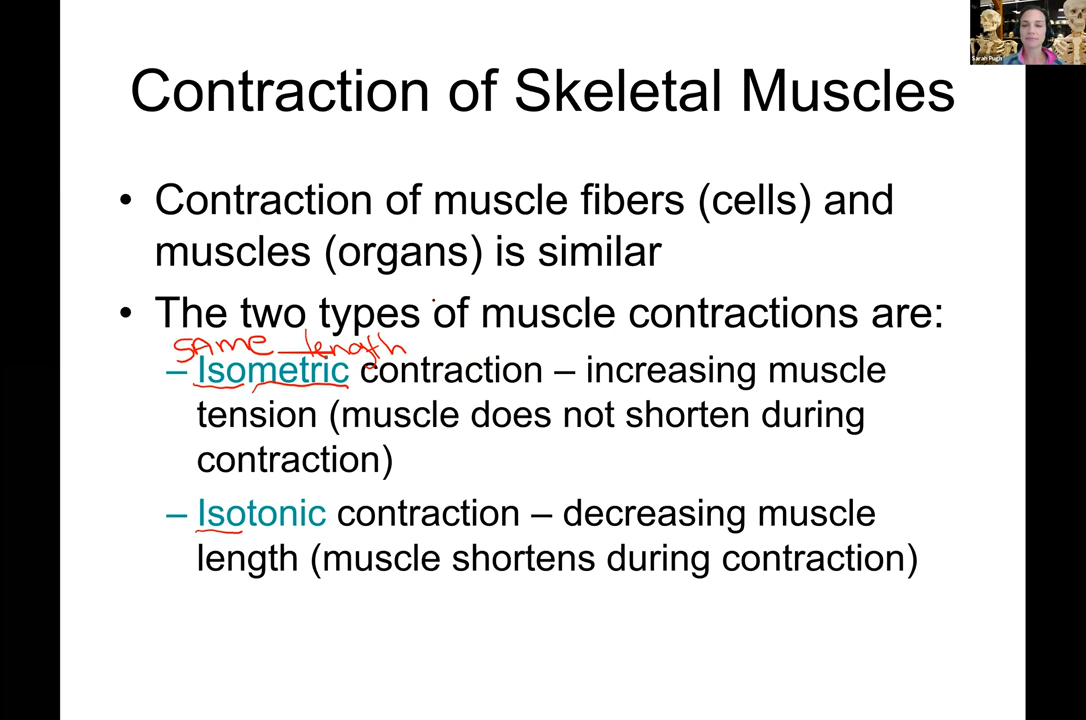 Sarah Pugh
Contraction of Skeletal Muscles
• Contraction of muscle fibers (cells) and
muscles (organs) is similar
• The two types of muscle contractions are:
SAME length
– Isometric contraction – increasing muscle
tension (muscle does not shorten during
contraction)
– Isotonic contraction – decreasing muscle
length (muscle shortens during contraction)